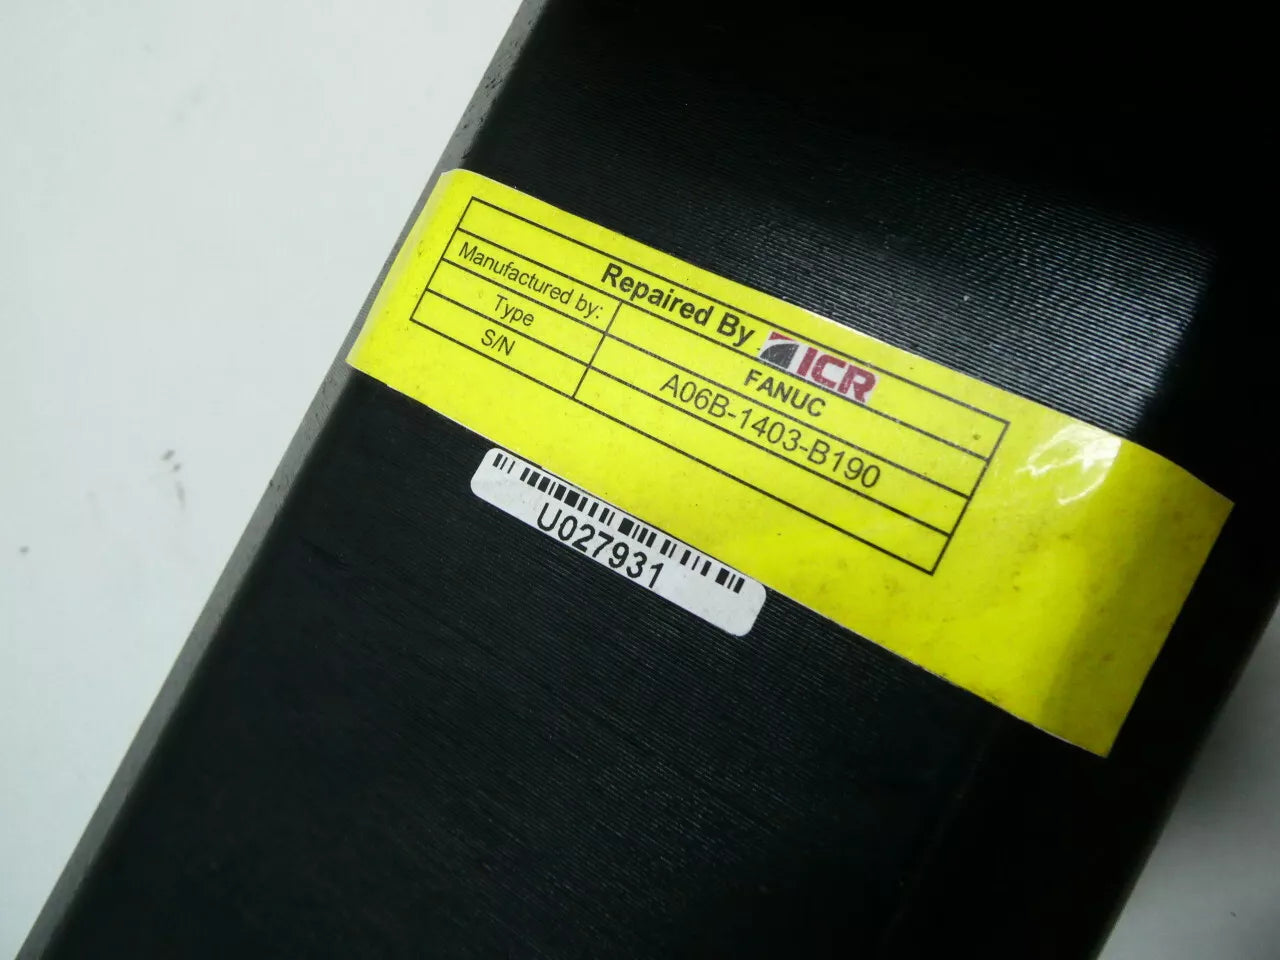 Repaired By ICR
Manufactured by: FANUC
Type A06B-1403-B190
S/N
U027931